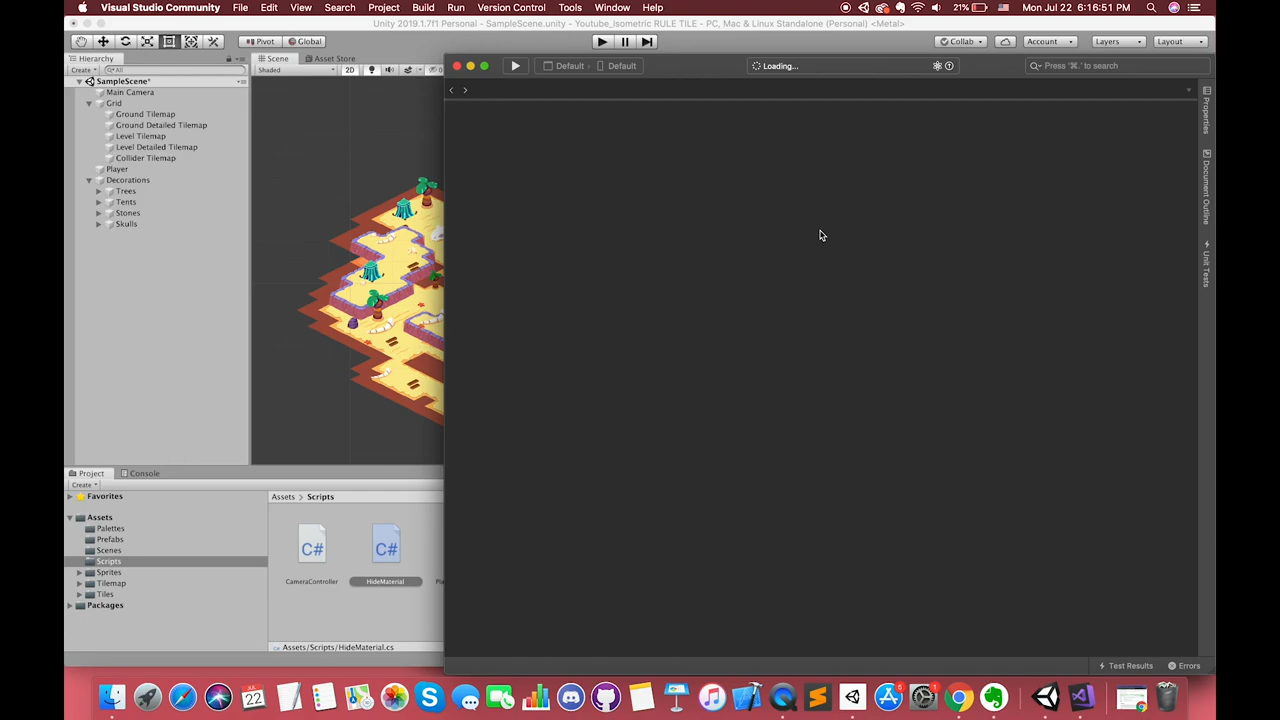 Visual Studio Community File Edit View Search Project Build Run Version Control Tools Window Help 21% Mon Jul 22 6:16:51 PM
Unity 2019.1.7f1 Personal - SampleScene.unity - Youtube_Isometric RULE TILE - PC, Mac & Linux Standalone (Personal) <Metal>
Pivot Global Collab Account Layers Layout
Hierarchy Scene Asset Store
Create All Shaded 2D
Default Default Loading... Press '⌘.' to search
SampleScene*
Main Camera
Grid
Ground Tilemap
Ground Detailed Tilemap
Level Tilemap
Level Detailed Tilemap
Collider Tilemap
Player
Decorations
Trees
Tents
Stones
Skulls
Properties
Document Outline
Unit Tests
Project Console
Create
Favorites
Assets
Palettes
Prefabs
Scenes
Scripts
Sprites
Tilemap
Tiles
Packages
Assets > Scripts
C# C#
CameraController HideMaterial
Assets/Scripts/HideMaterial.cs
Test Results Errors